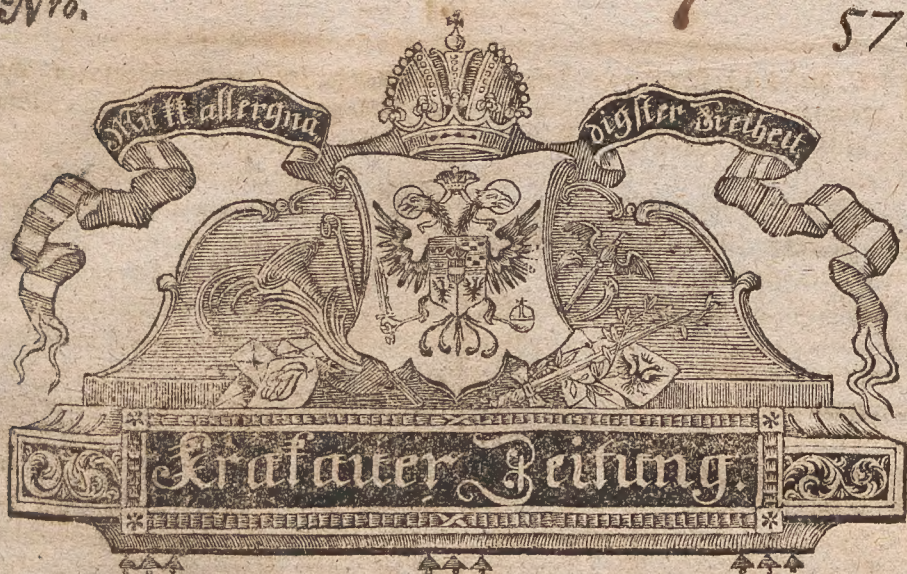 Nro. 57.
Mit kk allergnä
digster Freiheit
Krakauer Zeitung.